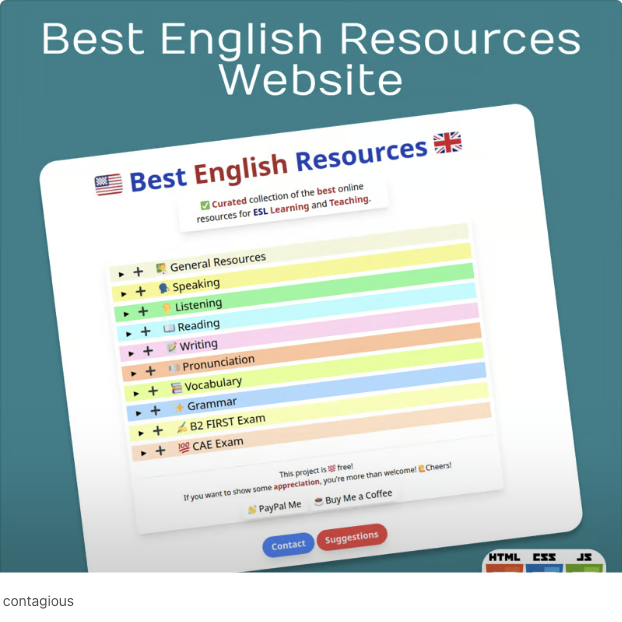 Best English Resources
Website
Best English Resources
Curated collection of the best online
resources for ESL Learning and Teaching.
General Resources
Speaking
Listening
Reading
Writing
Pronunciation
Vocabulary
Grammar
B2 FIRST Exam
CAE Exam
This project is 💯 free!
If you want to show some appreciation, you're more than welcome! Cheers!
PayPal Me Buy Me a Coffee
Contact Suggestions
HTML CSS JS
contagious